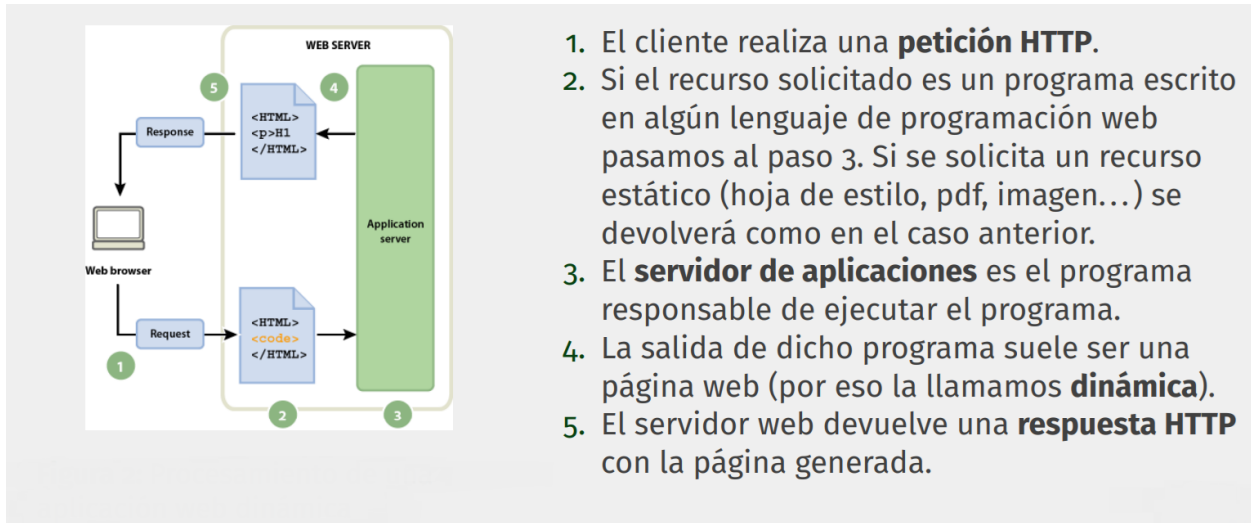 WEB SERVER
5
4
<HTML>
<p>H1
</HTML>
Response
Application
server
Web browser
<HTML>
<code>
</HTML>
Request
1
2
3
1. El cliente realiza una petición HTTP.
2. Si el recurso solicitado es un programa escrito
en algún lenguaje de programación web
pasamos al paso 3. Si se solicita un recurso
estático (hoja de estilo, pdf, imagen...) se
devolverá como en el caso anterior.
3. El servidor de aplicaciones es el programa
responsable de ejecutar el programa.
4. La salida de dicho programa suele ser una
página web (por eso la llamamos dinámica).
5. El servidor web devuelve una respuesta HTTP
con la página generada.